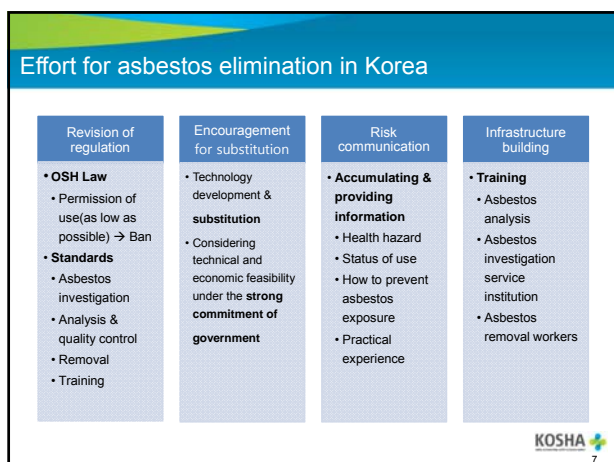 Effort for asbestos elimination in Korea
Revision of
regulation
• OSH Law
• Permission of
use(as low as
possible) → Ban
• Standards
• Asbestos
investigation
• Analysis &
quality control
• Removal
• Training
Encouragement
for substitution
• Technology
development &
substitution
• Considering
technical and
economic feasibility
under the strong
commitment of
government
Risk
communication
• Accumulating &
providing
information
• Health hazard
• Status of use
• How to prevent
asbestos
exposure
• Practical
experience
Infrastructure
building
• Training
• Asbestos
analysis
• Asbestos
investigation
service
institution
• Asbestos
removal workers
KOSHA
7